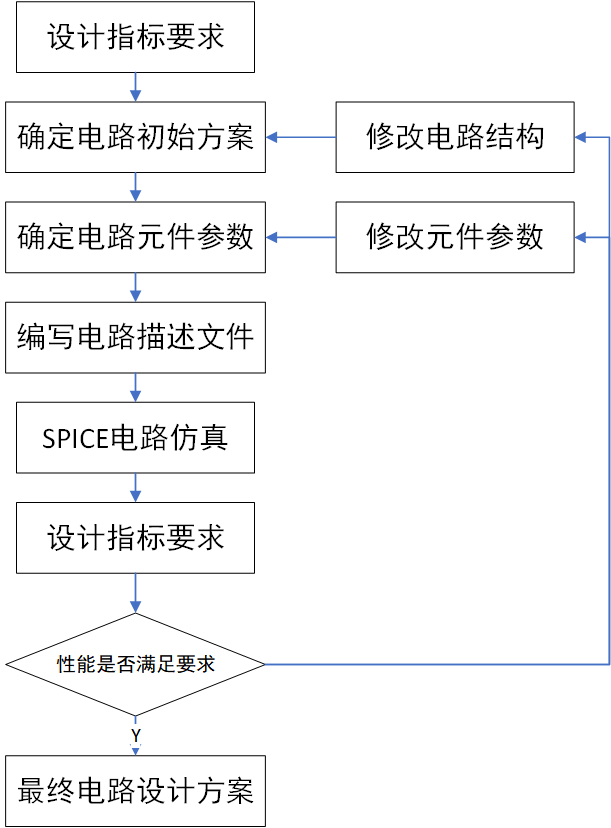 设计指标要求
确定电路初始方案
修改电路结构
确定电路元件参数
修改元件参数
编写电路描述文件
SPICE电路仿真
设计指标要求
性能是否满足要求
Y
最终电路设计方案